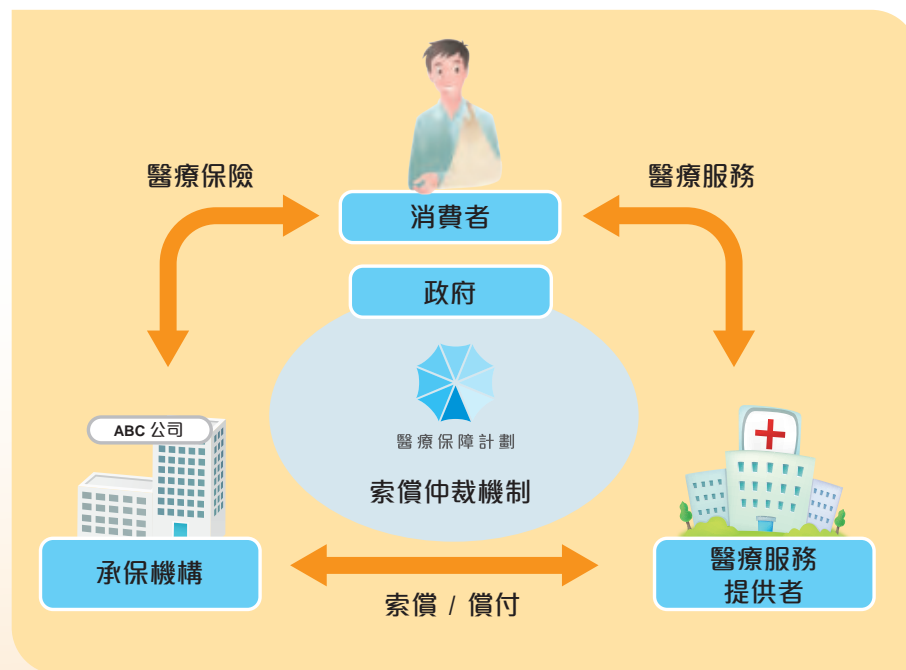 醫療保險
醫療服務
消費者
政府
醫療保障計劃
索償仲裁機制
ABC 公司
承保機構
醫療服務
提供者
索償 / 償付